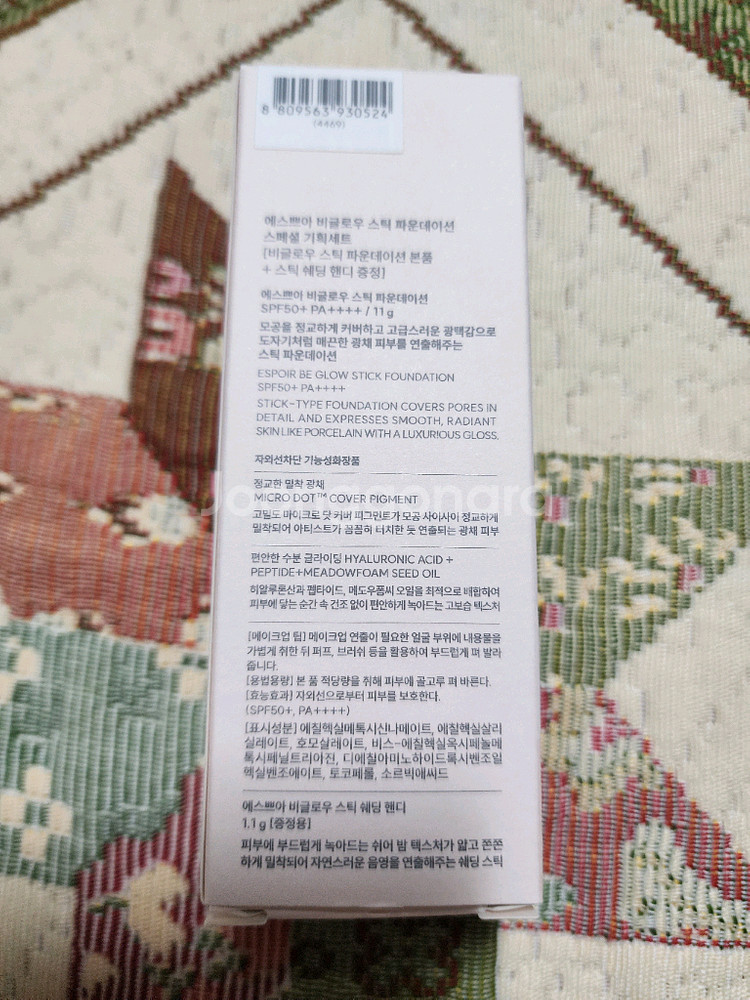 8 809563 930524
(4469)
에스쁘아 비글로우 스틱 파운데이션
스페셜 기획세트
[비글로우 스틱 파운데이션 본품
+ 스틱 쉐딩 핸디 증정]
에스쁘아 비글로우 스틱 파운데이션
SPF50+ PA++++ / 11 g
모공을 정교하게 커버하고 고급스러운 광택감으로
도자기처럼 매끈한 광채 피부를 연출해주는
스틱 파운데이션
ESPOIR BE GLOW STICK FOUNDATION
SPF50+ PA++++
STICK-TYPE FOUNDATION COVERS PORES IN
DETAIL AND EXPRESSES SMOOTH, RADIANT
SKIN LIKE PORCELAIN WITH A LUXURIOUS GLOSS.
자외선차단 기능성화장품
정교한 밀착 광채
MICRO DOT™ COVER PIGMENT
코팅도 마이크로 닷 커버 피그먼트가 모공 사이사이 정교하게
밀착되어 아티스트가 꼼꼼히 터치한 듯 연출되는 광채 피부
편안한 수분 글라이딩 HYALURONIC ACID +
PEPTIDE+MEADOWFOAM SEED OIL
히알루론산과 펩타이드, 메도우폼씨 오일을 최적으로 배합하여
피부에 닿는 순간 속 건조 없이 편안하게 녹아드는 고보습 텍스처
[메이크업 팁] 메이크업 연출이 필요한 얼굴 부위에 내용물을
가볍게 취한 뒤 퍼프, 브러쉬 등을 활용하여 부드럽게 펴 발라
줍니다.
[용법용량] 본 품 적당량을 취해 피부에 골고루 펴 바른다.
[효능효과] 자외선으로부터 피부를 보호한다.
(SPF50+, PA++++)
[표시성분] 에칠헥실메톡시신나메이트, 에칠헥실살리
실레이트, 호모살레이트, 비스-에칠헥실옥시페놀메
톡시페닐트리아진, 디에칠아미노하이드록시벤조일
헥실벤조에이트, 토코페롤, 소르빅애씨드
에스쁘아 비글로우 스틱 쉐딩 핸디
1.1 g [증정용]
피부에 부드럽게 녹아드는 쉬어 밤 텍스처가 얇고 쫀쫀
하게 밀착되어 자연스러운 음영을 연출해주는 쉐딩 스틱
Joonggonara